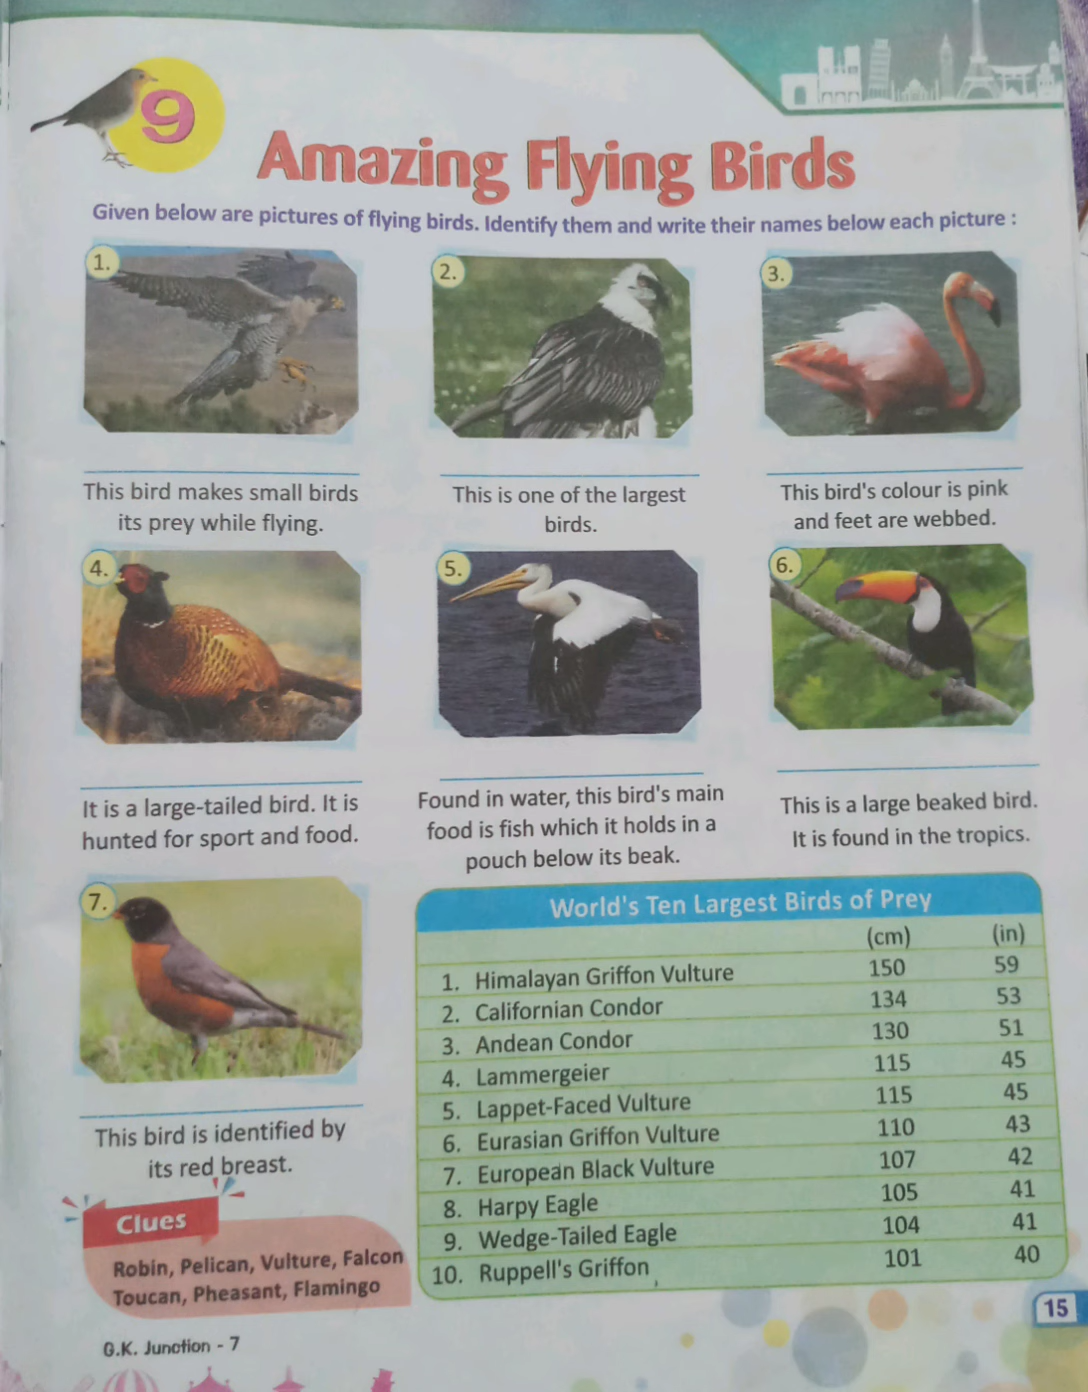 9
Amazing Flying Birds
Given below are pictures of flying birds. Identify them and write their names below each picture :
1.
This bird makes small birds
its prey while flying.
2.
This is one of the largest
birds.
3.
This bird's colour is pink
and feet are webbed.
4.
It is a large-tailed bird. It is
hunted for sport and food.
5.
Found in water, this bird's main
food is fish which it holds in a
pouch below its beak.
6.
This is a large beaked bird.
It is found in the tropics.
7.
This bird is identified by
its red breast.
Clues
Robin, Pelican, Vulture, Falcon
Toucan, Pheasant, Flamingo
World's Ten Largest Birds of Prey
(cm) (in)
1. Himalayan Griffon Vulture 150 59
2. Californian Condor 134 53
3. Andean Condor 130 51
4. Lammergeier 115 45
5. Lappet-Faced Vulture 115 45
6. Eurasian Griffon Vulture 110 43
7. European Black Vulture 107 42
8. Harpy Eagle 105 41
9. Wedge-Tailed Eagle 104 41
10. Ruppell's Griffon 101 40
15
G.K. Junction - 7